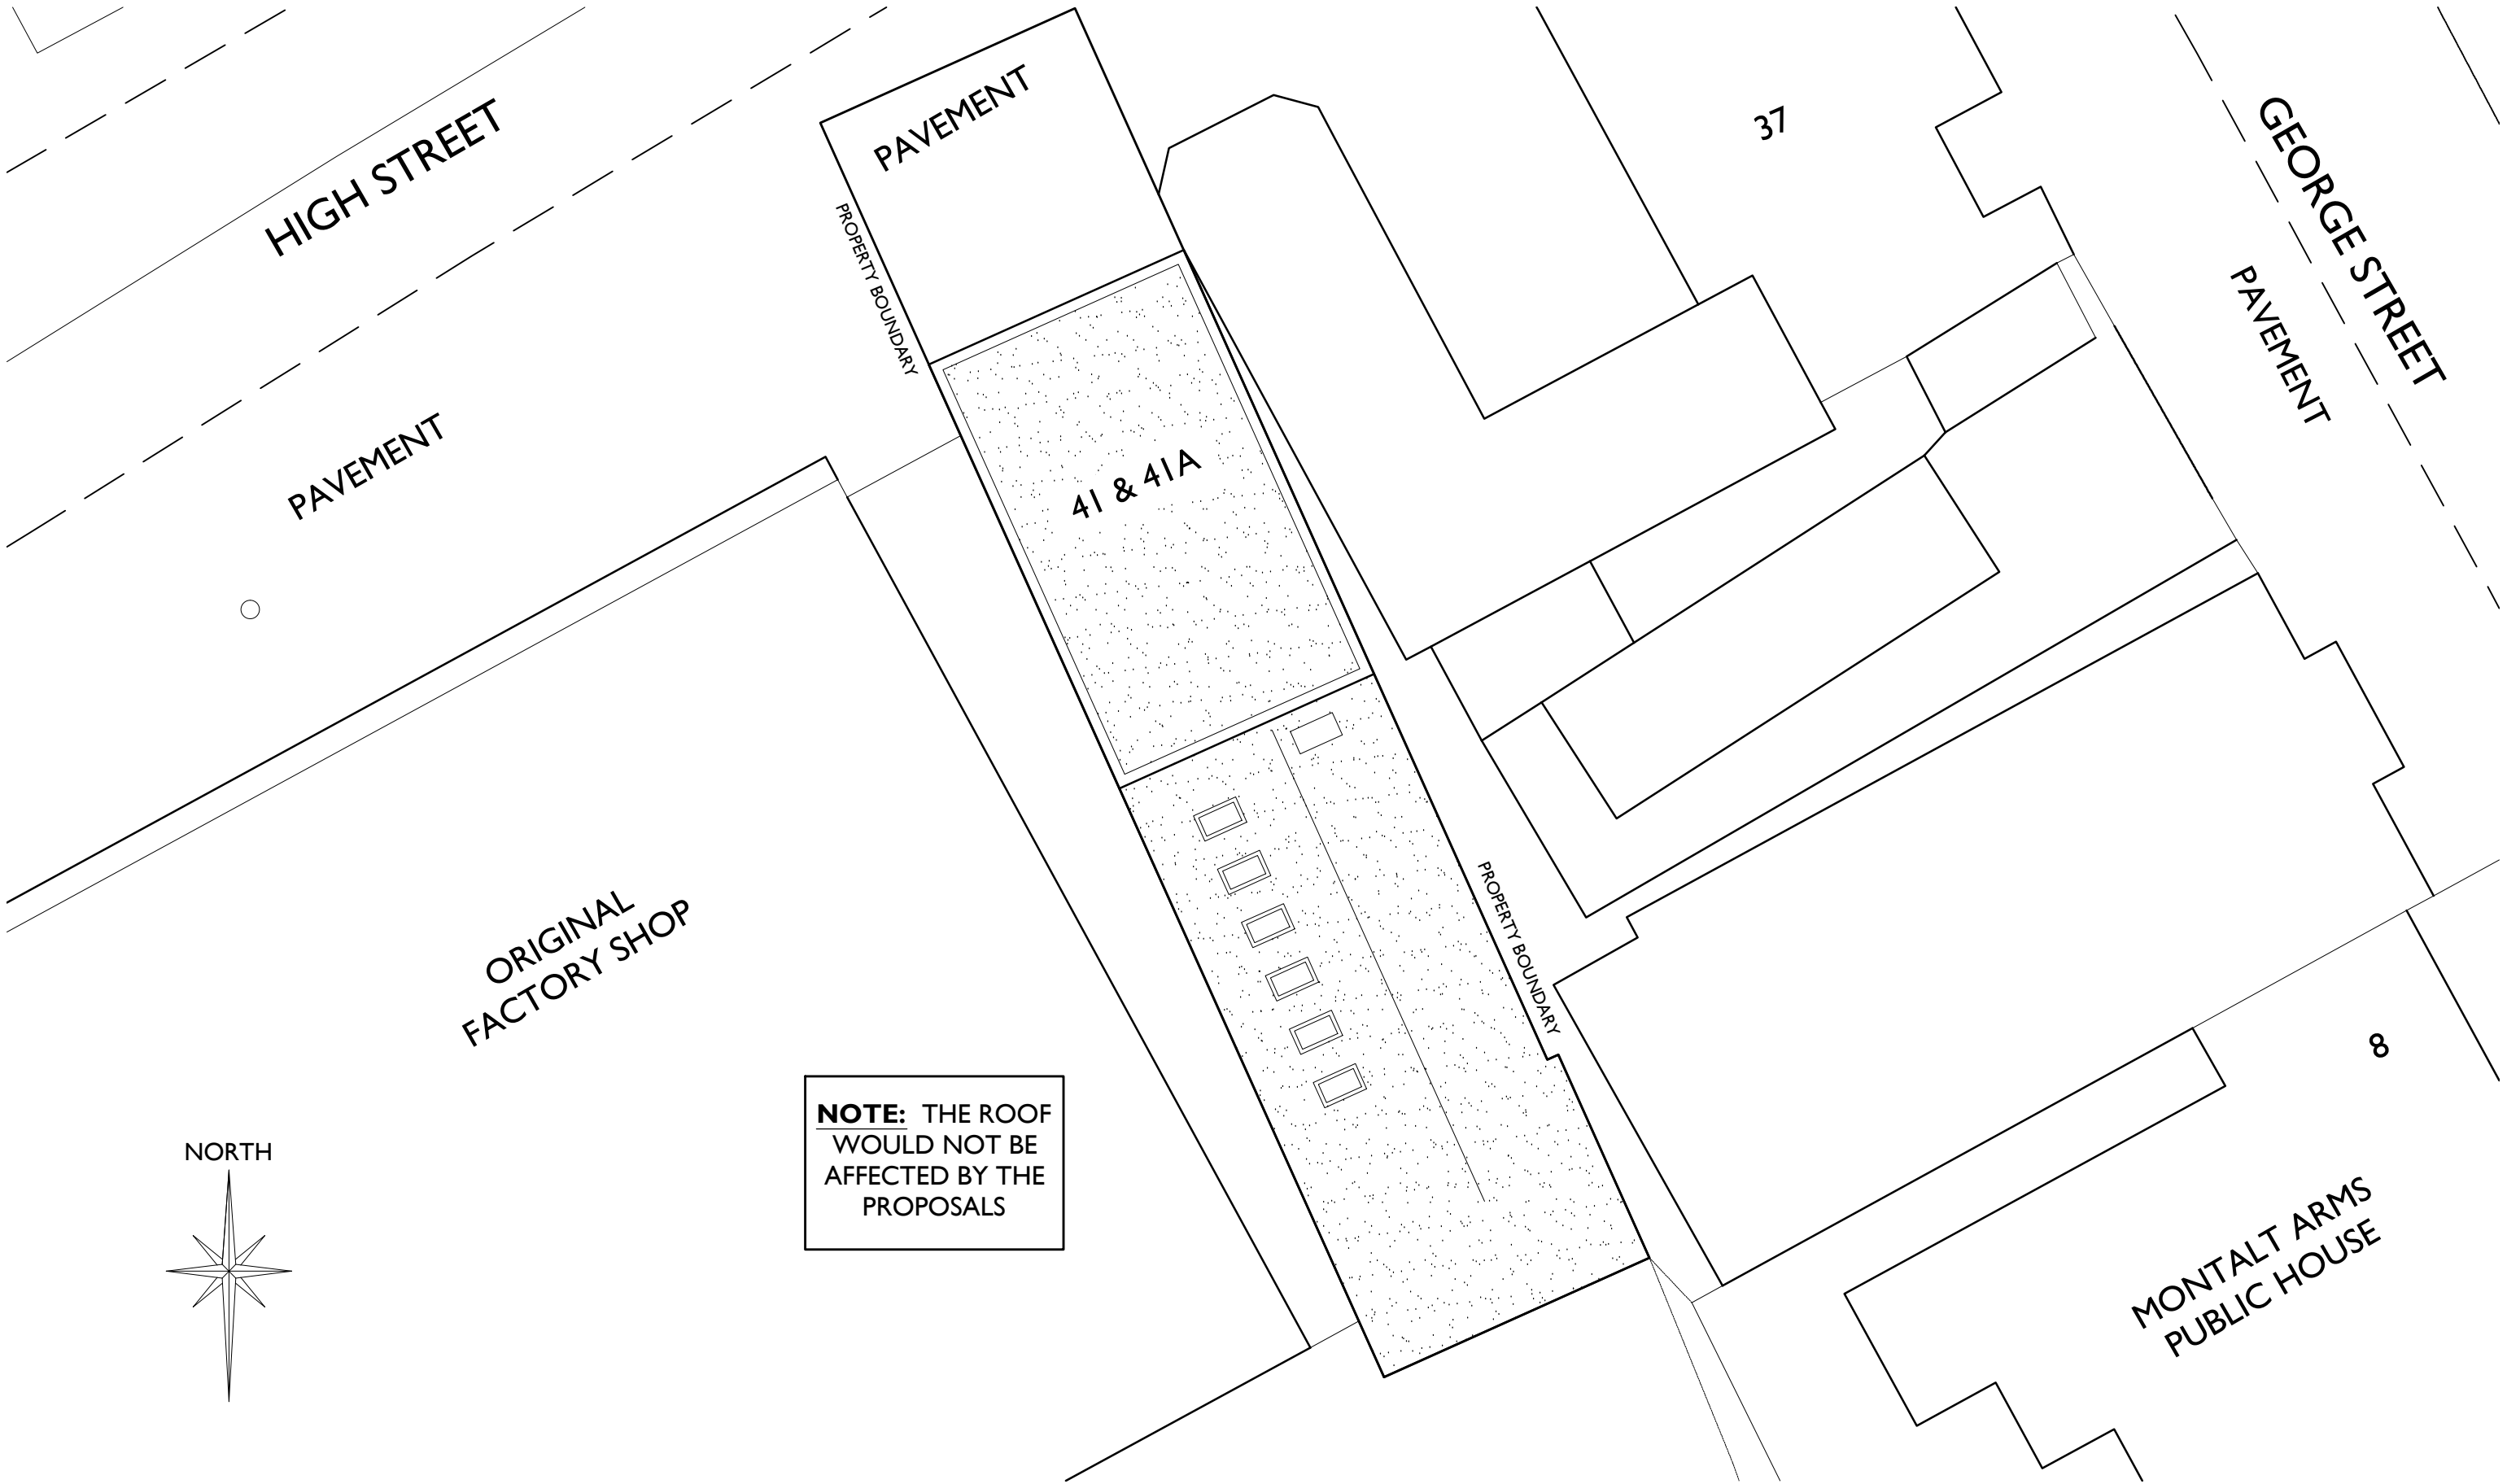 HIGH STREET
PAVEMENT
PROPERTY BOUNDARY
37
GEORGE STREET
PAVEMENT
PAVEMENT
41 & 41A
ORIGINAL
FACTORY SHOP
PROPERTY BOUNDARY
8
NOTE: THE ROOF
WOULD NOT BE
AFFECTED BY THE
PROPOSALS
NORTH
MONTALT ARMS
PUBLIC HOUSE